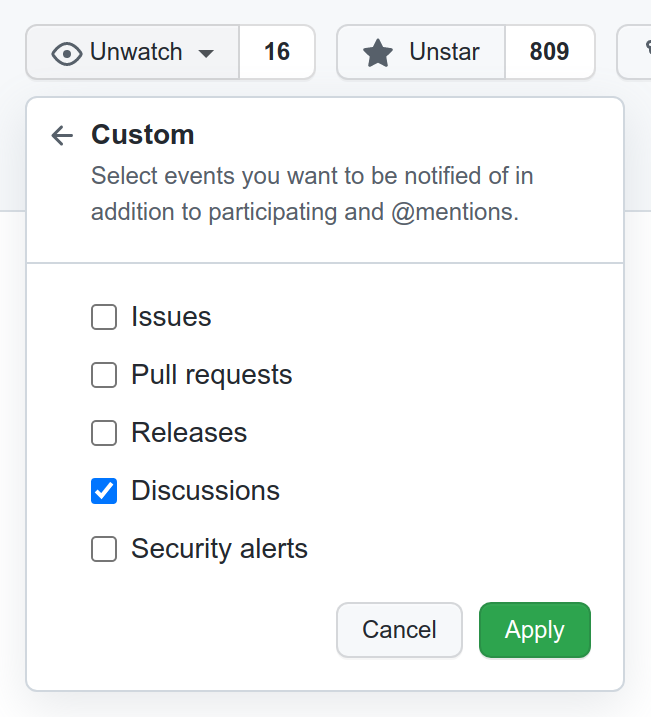 Unwatch 16 Unstar 809
Custom
Select events you want to be notified of in
addition to participating and @mentions.
Issues
Pull requests
Releases
Discussions
Security alerts
Cancel Apply